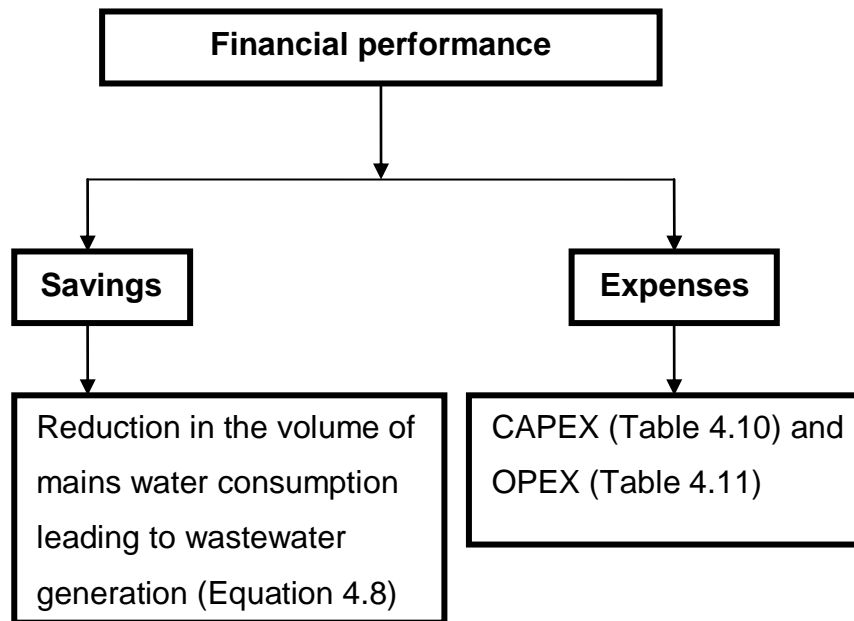 Financial performance
Savings
Expenses
Reduction in the volume of
mains water consumption
leading to wastewater
generation (Equation 4.8)
CAPEX (Table 4.10) and
OPEX (Table 4.11)